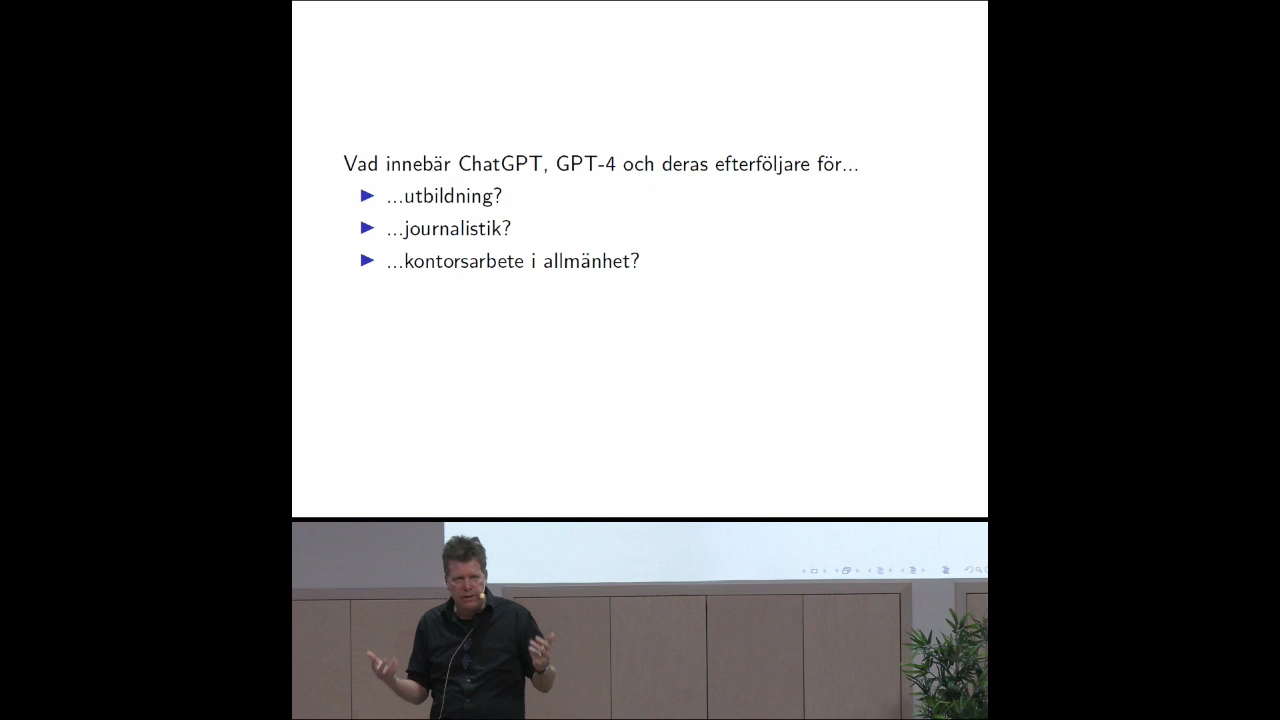 Vad innebär ChatGPT, GPT-4 och deras efterföljare för...
...utbildning?
...journalistik?
...kontorsarbete i allmänhet?